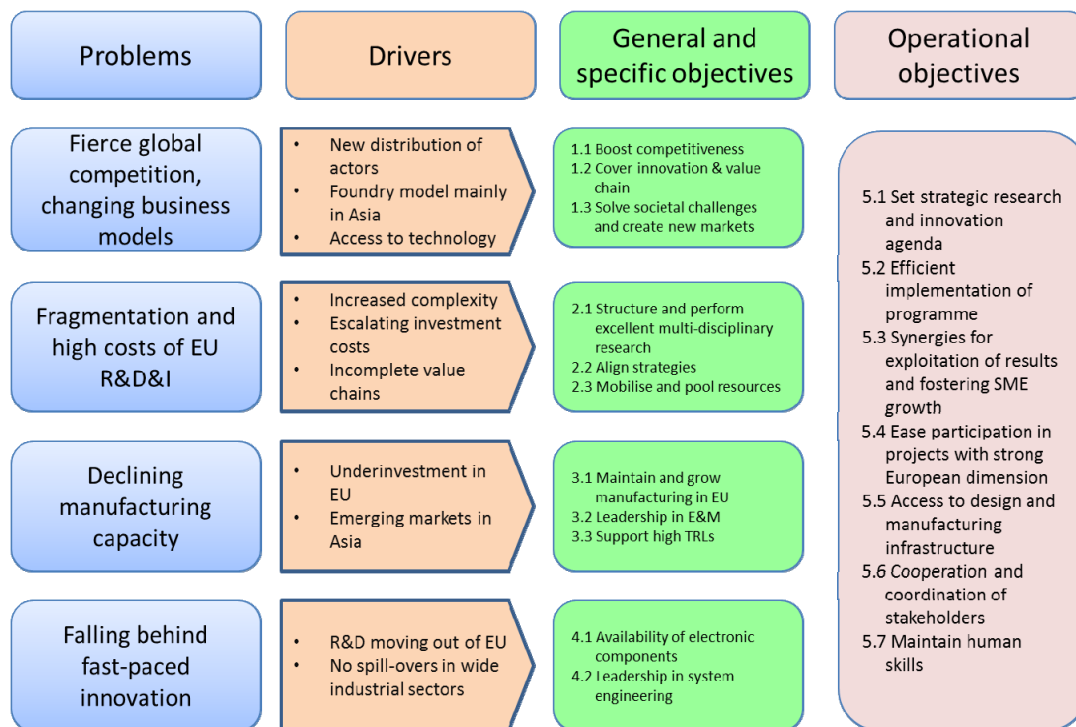 Problems
Drivers
General and
specific objectives
Operational
objectives
Fierce global
competition,
changing business
models
• New distribution of
actors
• Foundry model mainly
in Asia
• Access to technology
1.1 Boost competitiveness
1.2 Cover innovation & value
chain
1.3 Solve societal challenges
and create new markets
Fragmentation and
high costs of EU
R&D&I
• Increased complexity
• Escalating investment
costs
• Incomplete value
chains
2.1 Structure and perform
excellent multi-disciplinary
research
2.2 Align strategies
2.3 Mobilise and pool resources
Declining
manufacturing
capacity
• Underinvestment in
EU
• Emerging markets in
Asia
3.1 Maintain and grow
manufacturing in EU
3.2 Leadership in E&M
3.3 Support high TRLs
Falling behind
fast-paced
innovation
• R&D moving out of EU
• No spill-overs in wide
industrial sectors
4.1 Availability of electronic
components
4.2 Leadership in system
engineering
5.1 Set strategic research
and innovation
agenda
5.2 Efficient
implementation of
programme
5.3 Synergies for
exploitation of results
and fostering SME
growth
5.4 Ease participation in
projects with strong
European dimension
5.5 Access to design and
manufacturing
infrastructure
5.6 Cooperation and
coordination of
stakeholders
5.7 Maintain human
skills